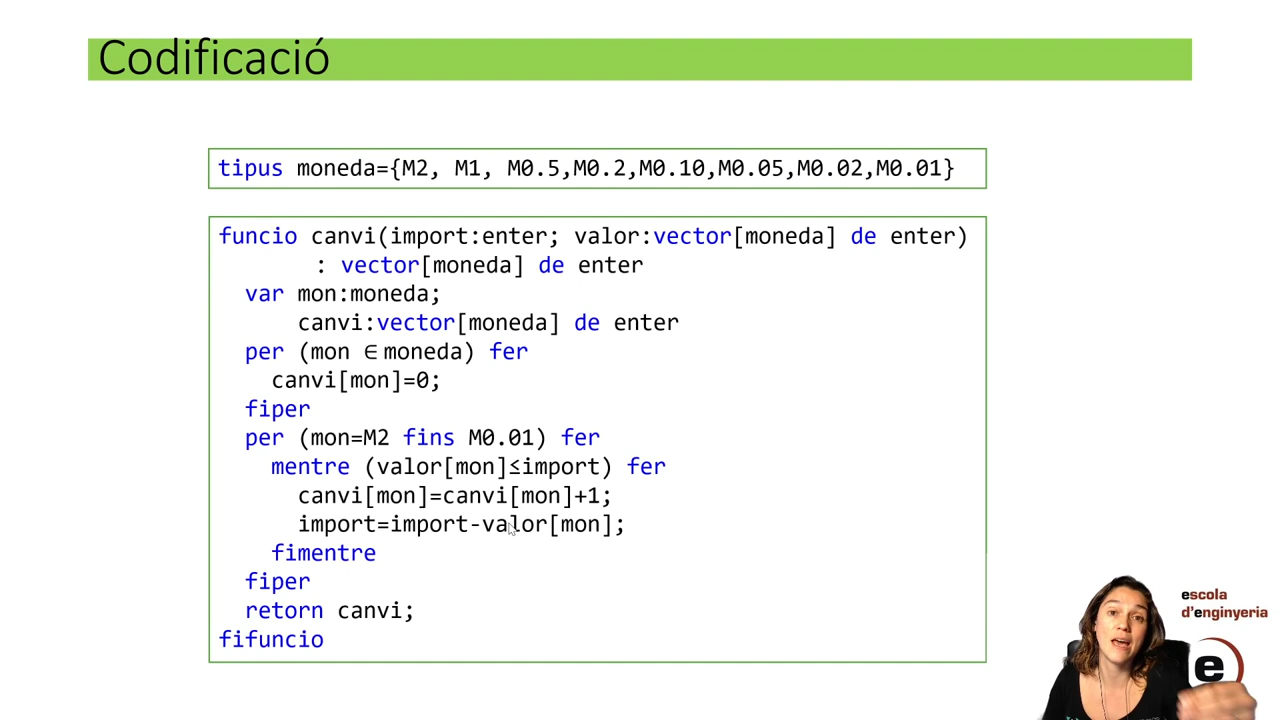 Codificació
tipus moneda={M2, M1, M0.5,M0.2,M0.10,M0.05,M0.02,M0.01}
funcio canvi(import:enter; valor:vector[moneda] de enter)
: vector[moneda] de enter
var mon:moneda;
canvi:vector[moneda] de enter
per (mon ∈ moneda) fer
canvi[mon]=0;
fiper
per (mon=M2 fins M0.01) fer
mentre (valor[mon]≤import) fer
canvi[mon]=canvi[mon]+1;
import=import-valor[mon];
fimentre
fiper
retorn canvi;
fifuncio
escola
d'enginyeria
e